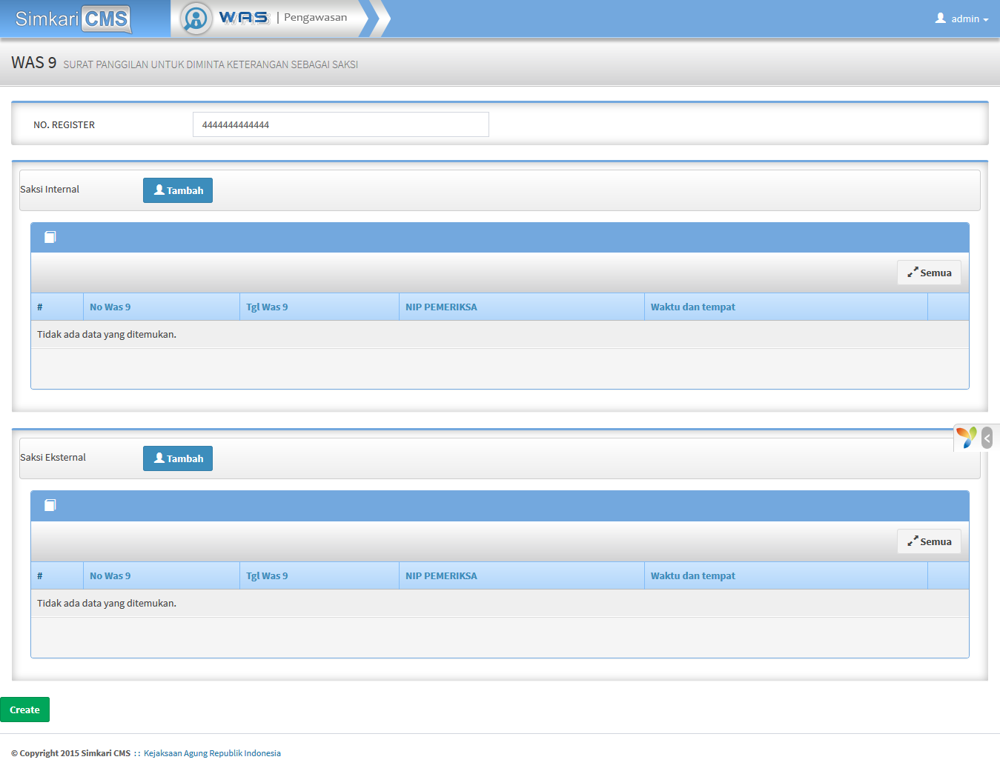 Simkari CMS WAS | Pengawasan admin
WAS 9 SURAT PANGGILAN UNTUK DIMINTA KETERANGAN SEBAGAI SAKSI
NO. REGISTER 4444444444444
Saksi Internal Tambah
Semua
# No Was 9 Tgl Was 9 NIP PEMERIKSA Waktu dan tempat
Tidak ada data yang ditemukan.
Saksi Eksternal Tambah
Semua
# No Was 9 Tgl Was 9 NIP PEMERIKSA Waktu dan tempat
Tidak ada data yang ditemukan.
Create
© Copyright 2015 Simkari CMS :: Kejaksaan Agung Republik Indonesia